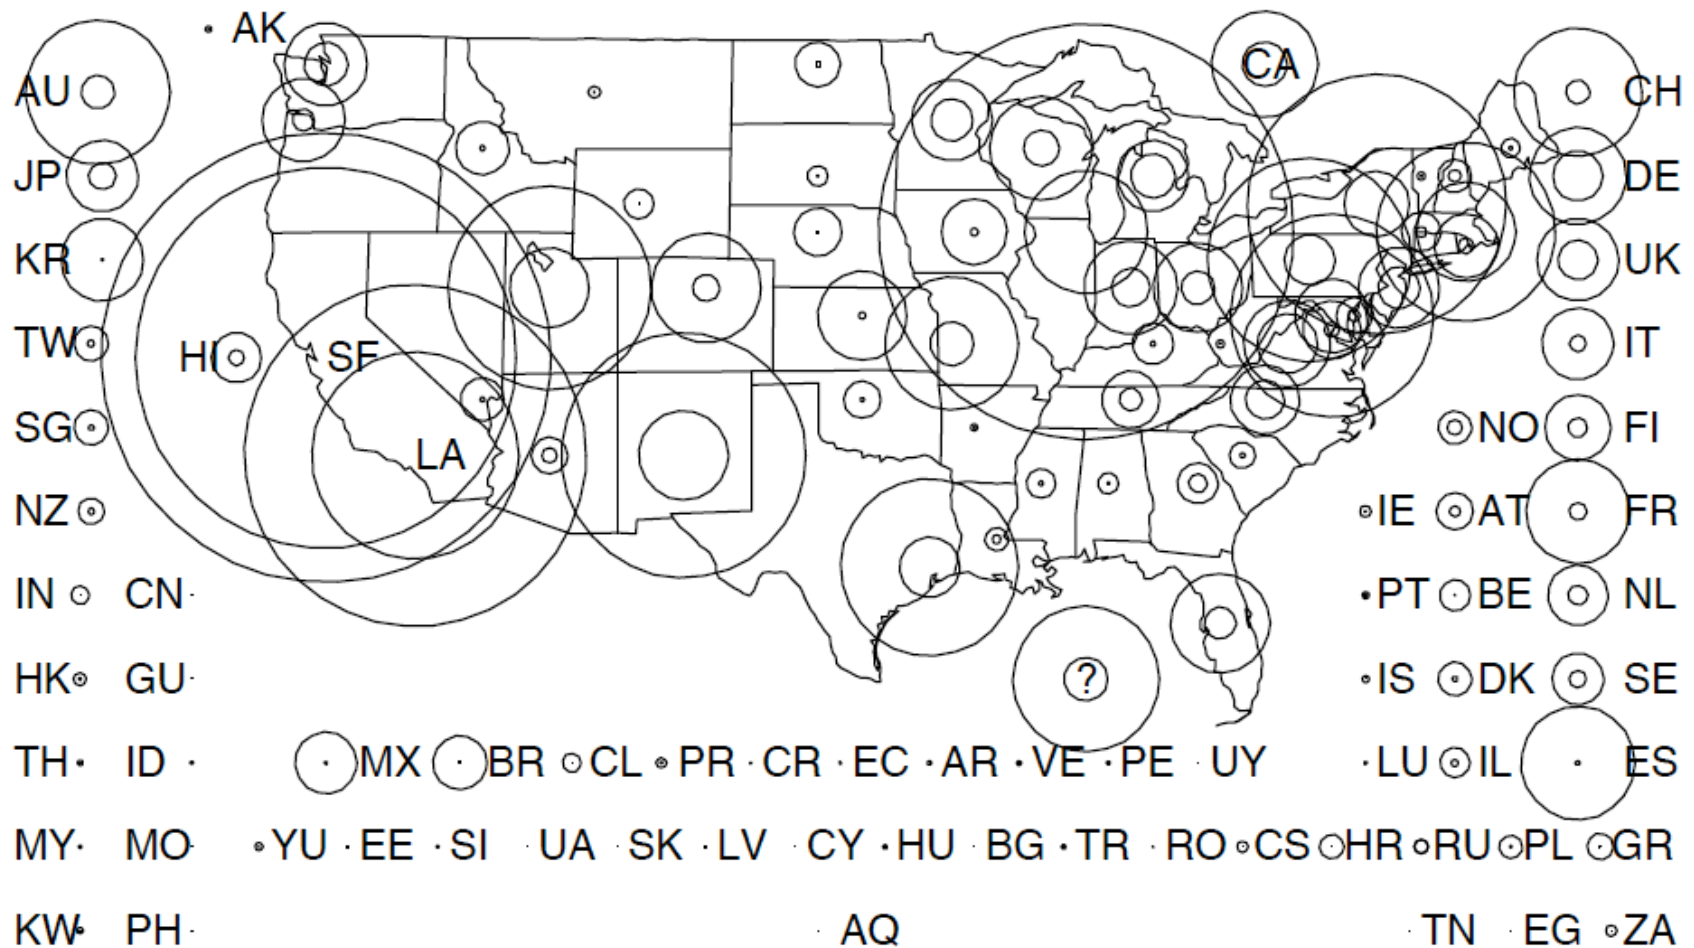 AK
AU CA CH
JP DE
KR UK
TW HI SF IT
SG NO FI
LA
NZ IE AT FR
IN CN PT BE NL
HK GU ? IS DK SE
TH ID MX BR CL PR CR EC AR VE PE UY LU IL ES
MY MO YU EE SI UA SK LV CY HU BG TR RO CS HR RU PL GR
KW PH AQ TN EG ZA